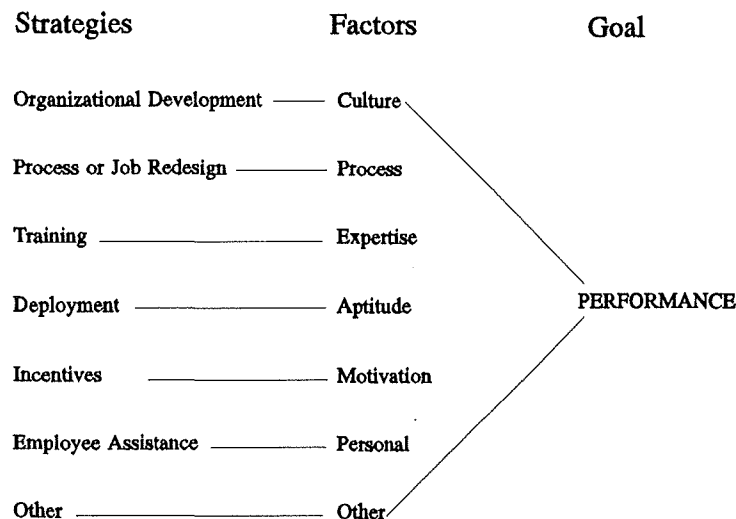 Strategies Factors Goal
Organizational Development Culture
Process or Job Redesign Process
Training Expertise
Deployment Aptitude
PERFORMANCE
Incentives Motivation
Employee Assistance Personal
Other Other